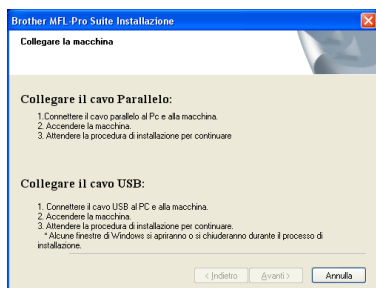 Brother MFL-Pro Suite Installazione
Collegare la macchina
Collegare il cavo Parallelo:
1.Connettere il cavo parallelo al Pc e alla macchina.
2. Accendere la macchina.
3. Attendere la procedura di installazione per continuare
Collegare il cavo USB:
1. Connettere il cavo USB al PC e alla macchina.
2. Accendere la macchina.
3. Attendere la procedura di installazione per continuare.
* Alcune finestre di Windows si apriranno o si chiuderanno durante il processo di
installazione.
< Indietro
Avanti >
Annulla